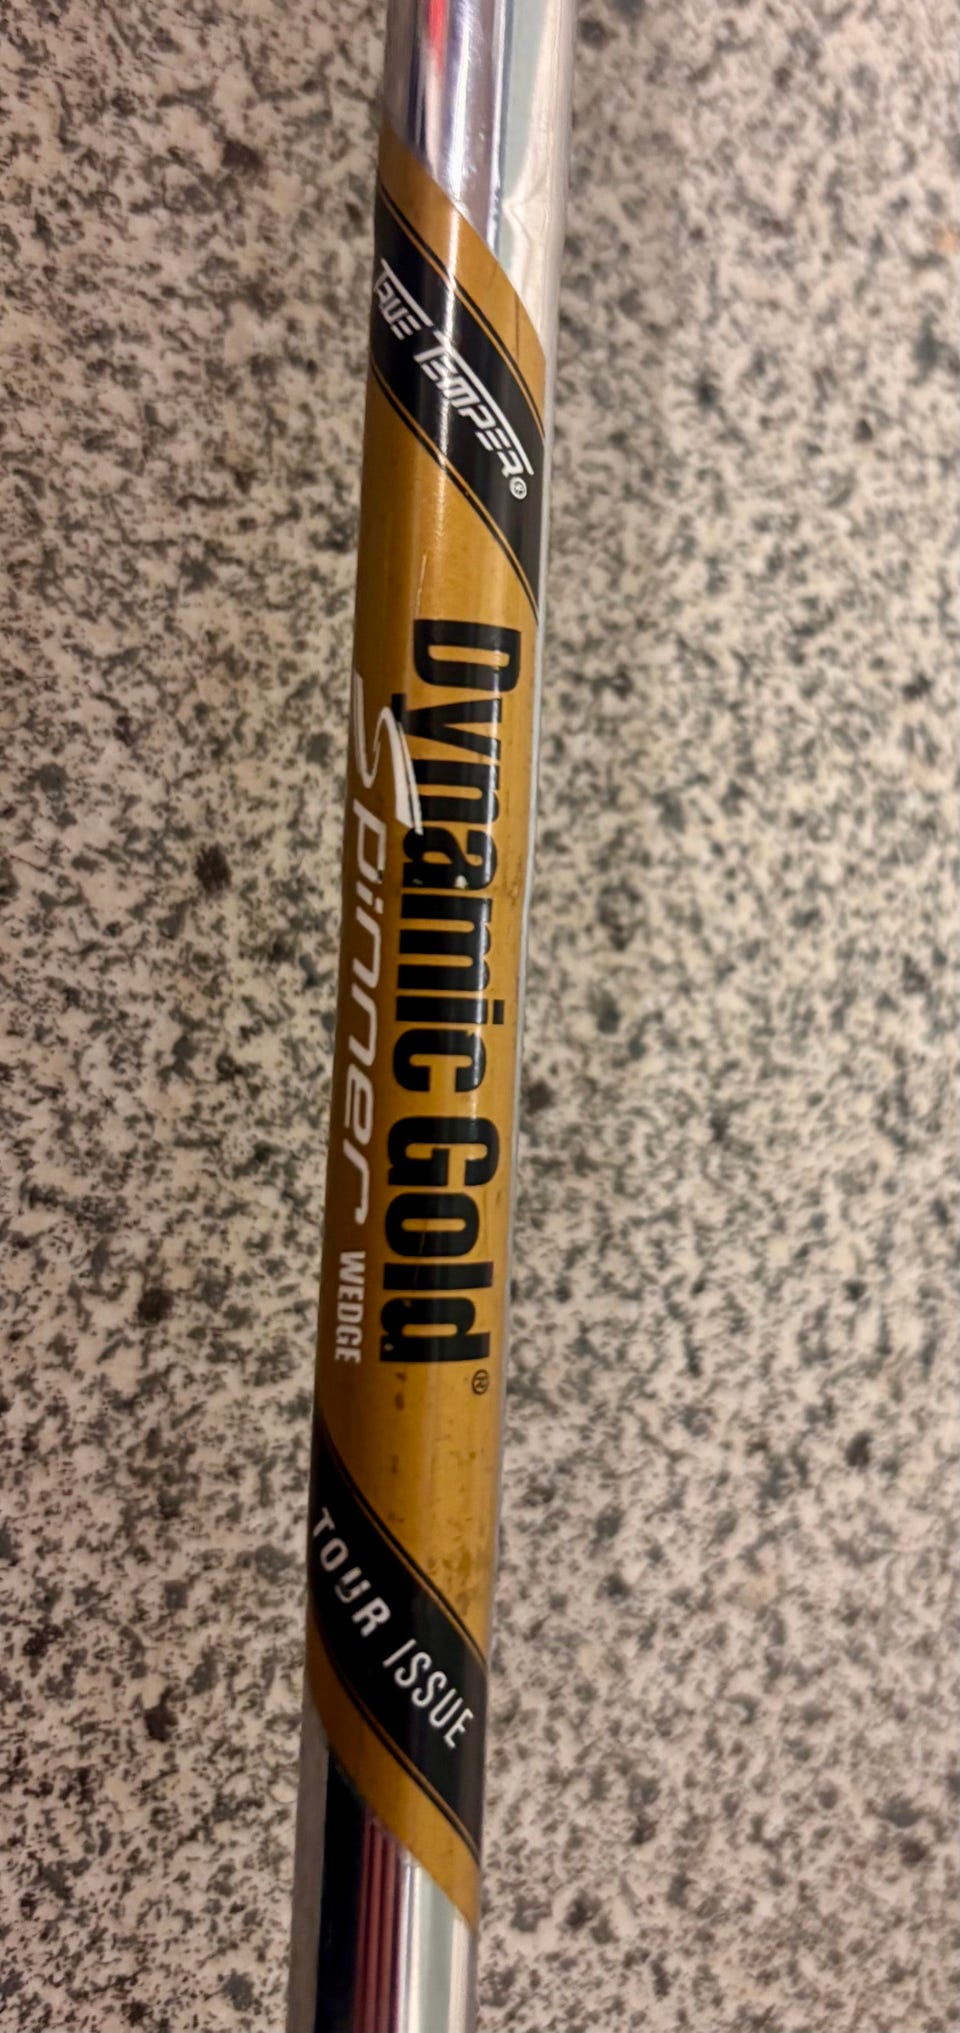 True Temper®
Dynamic Gold®
Spinner WEDGE
TOUR ISSUE